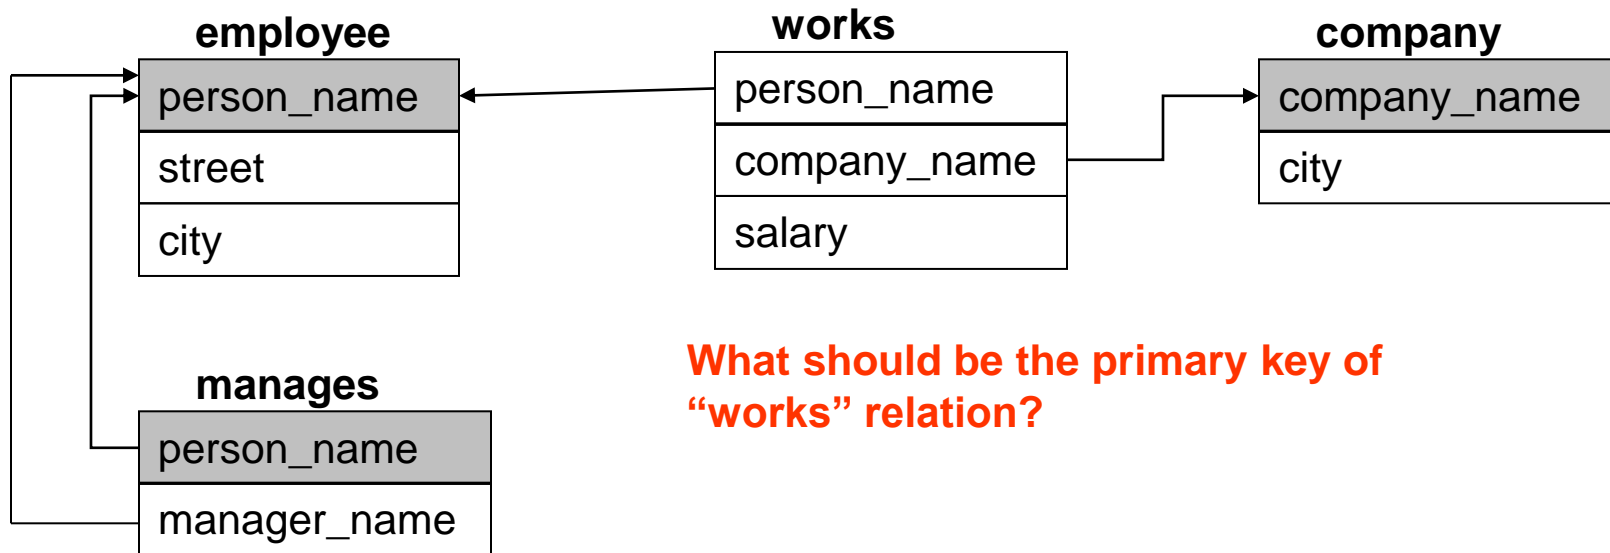 employee
person_name
street
city
works
person_name
company_name
salary
company
company_name
city
manages
person_name
manager_name
What should be the primary key of
“works” relation?